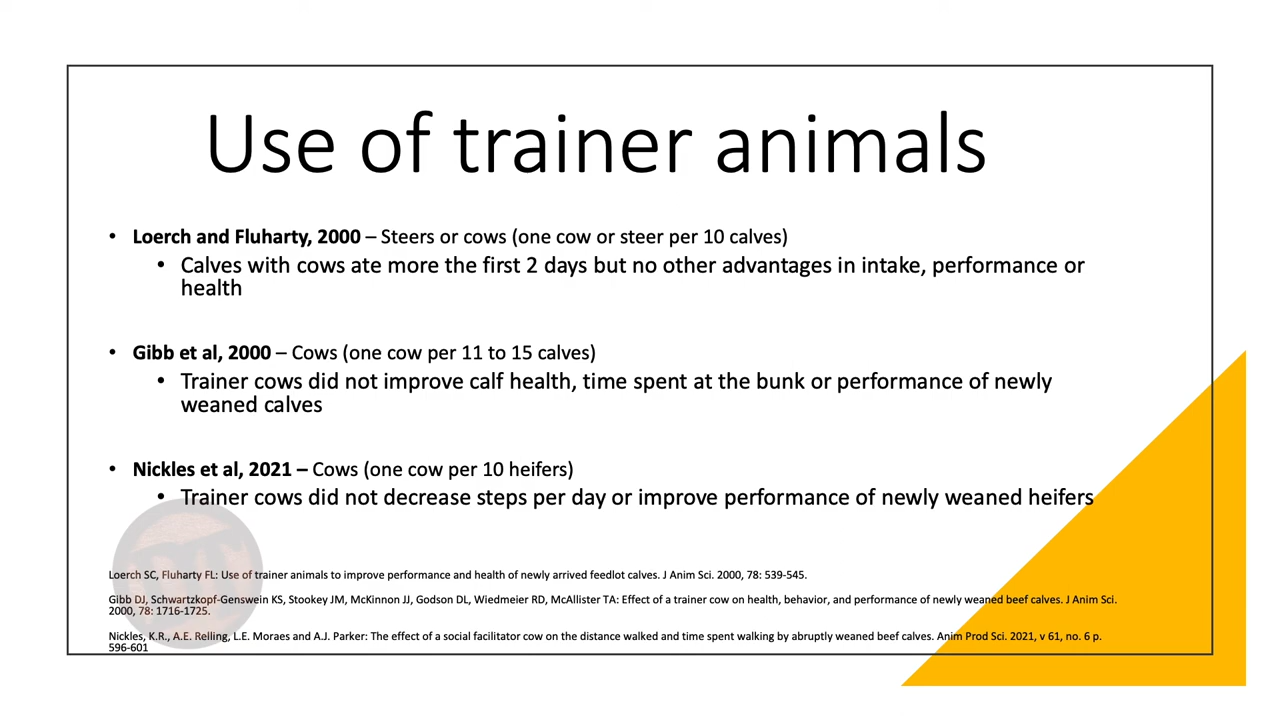 Use of trainer animals
• Loerch and Fluharty, 2000 – Steers or cows (one cow or steer per 10 calves)
• Calves with cows ate more the first 2 days but no other advantages in intake, performance or
health
• Gibb et al, 2000 – Cows (one cow per 11 to 15 calves)
• Trainer cows did not improve calf health, time spent at the bunk or performance of newly
weaned calves
• Nickles et al, 2021 – Cows (one cow per 10 heifers)
• Trainer cows did not decrease steps per day or improve performance of newly weaned heifers
Loerch SC, Fluharty FL: Use of trainer animals to improve performance and health of newly arrived feedlot calves. J Anim Sci. 2000, 78: 539-545.
Gibb DJ, Schwartzkopf-Genswein KS, Stookey JM, McKinnon JJ, Godson DL, Wiedmeier RD, McAllister TA: Effect of a trainer cow on health, behavior, and performance of newly weaned beef calves. J Anim Sci.
2000, 78: 1716-1725.
Nickles, K.R., A.E. Relling, L.E. Moraes and A.J. Parker: The effect of a social facilitator cow on the distance walked and time spent walking by abruptly weaned beef calves. Anim Prod Sci. 2021, v 61, no. 6 p.
596-601